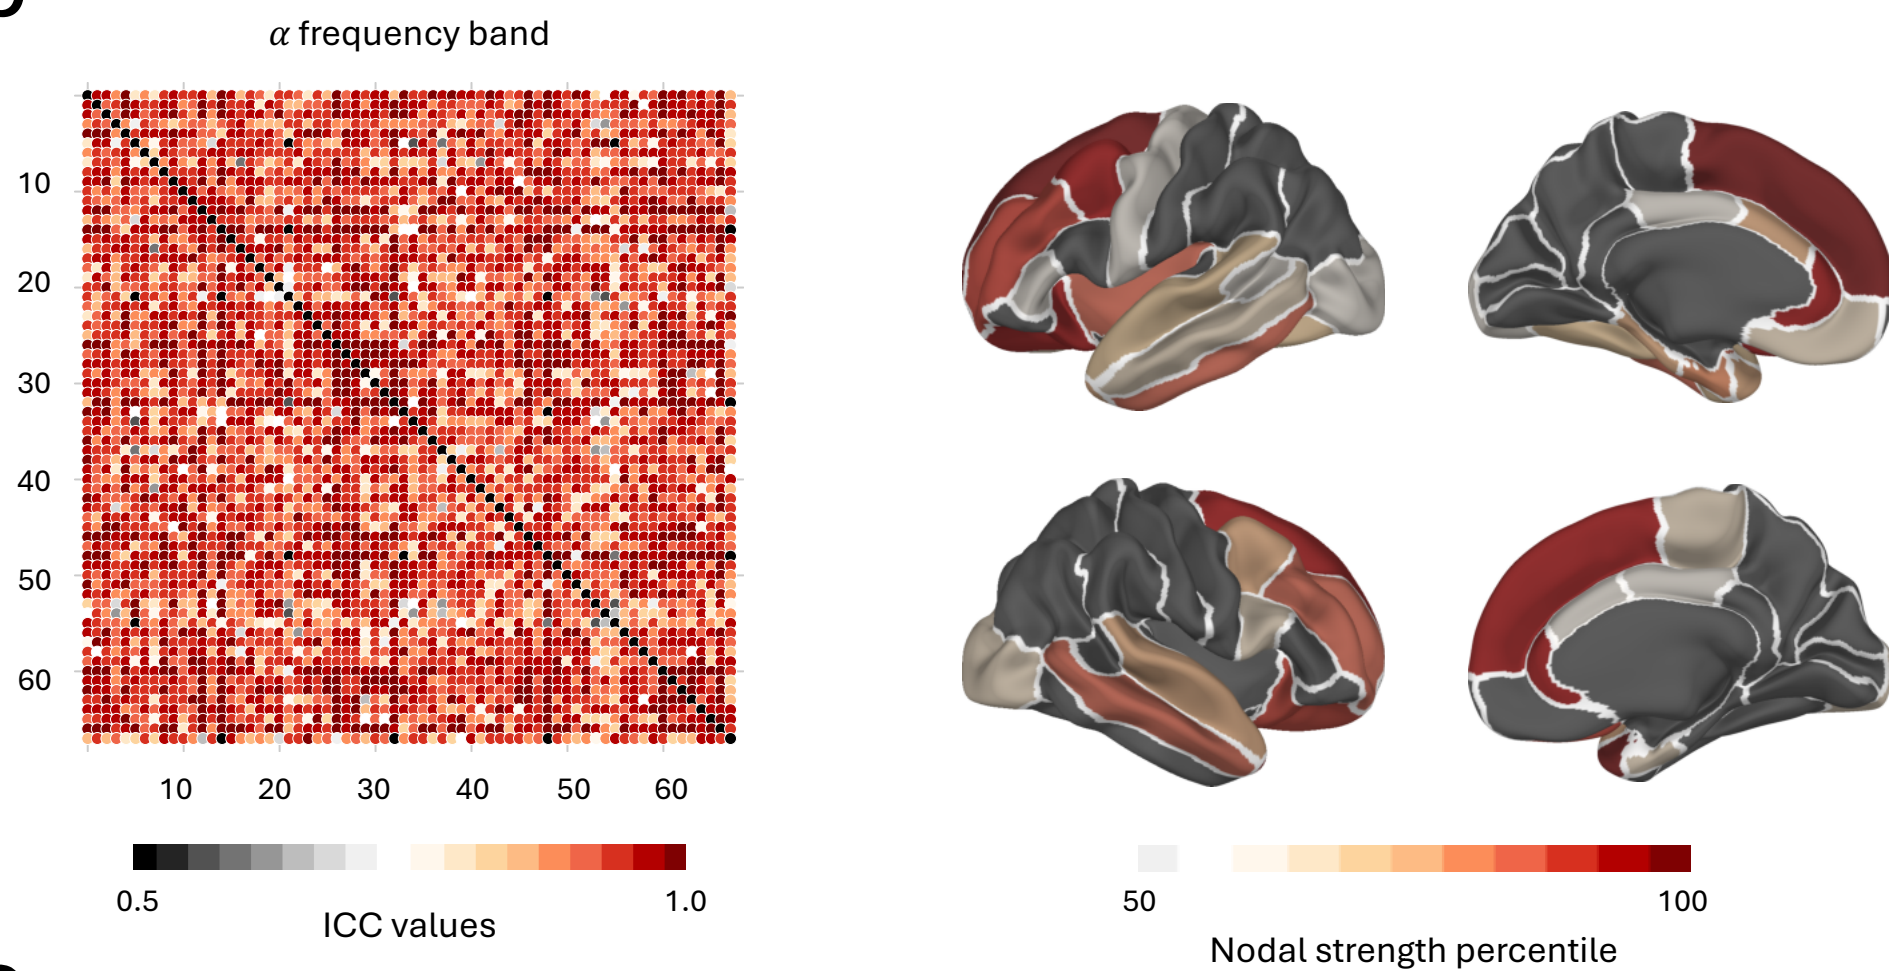 α frequency band
10
20
30
40
50
60
10 20 30 40 50 60
0.5 1.0
ICC values
50 100
Nodal strength percentile